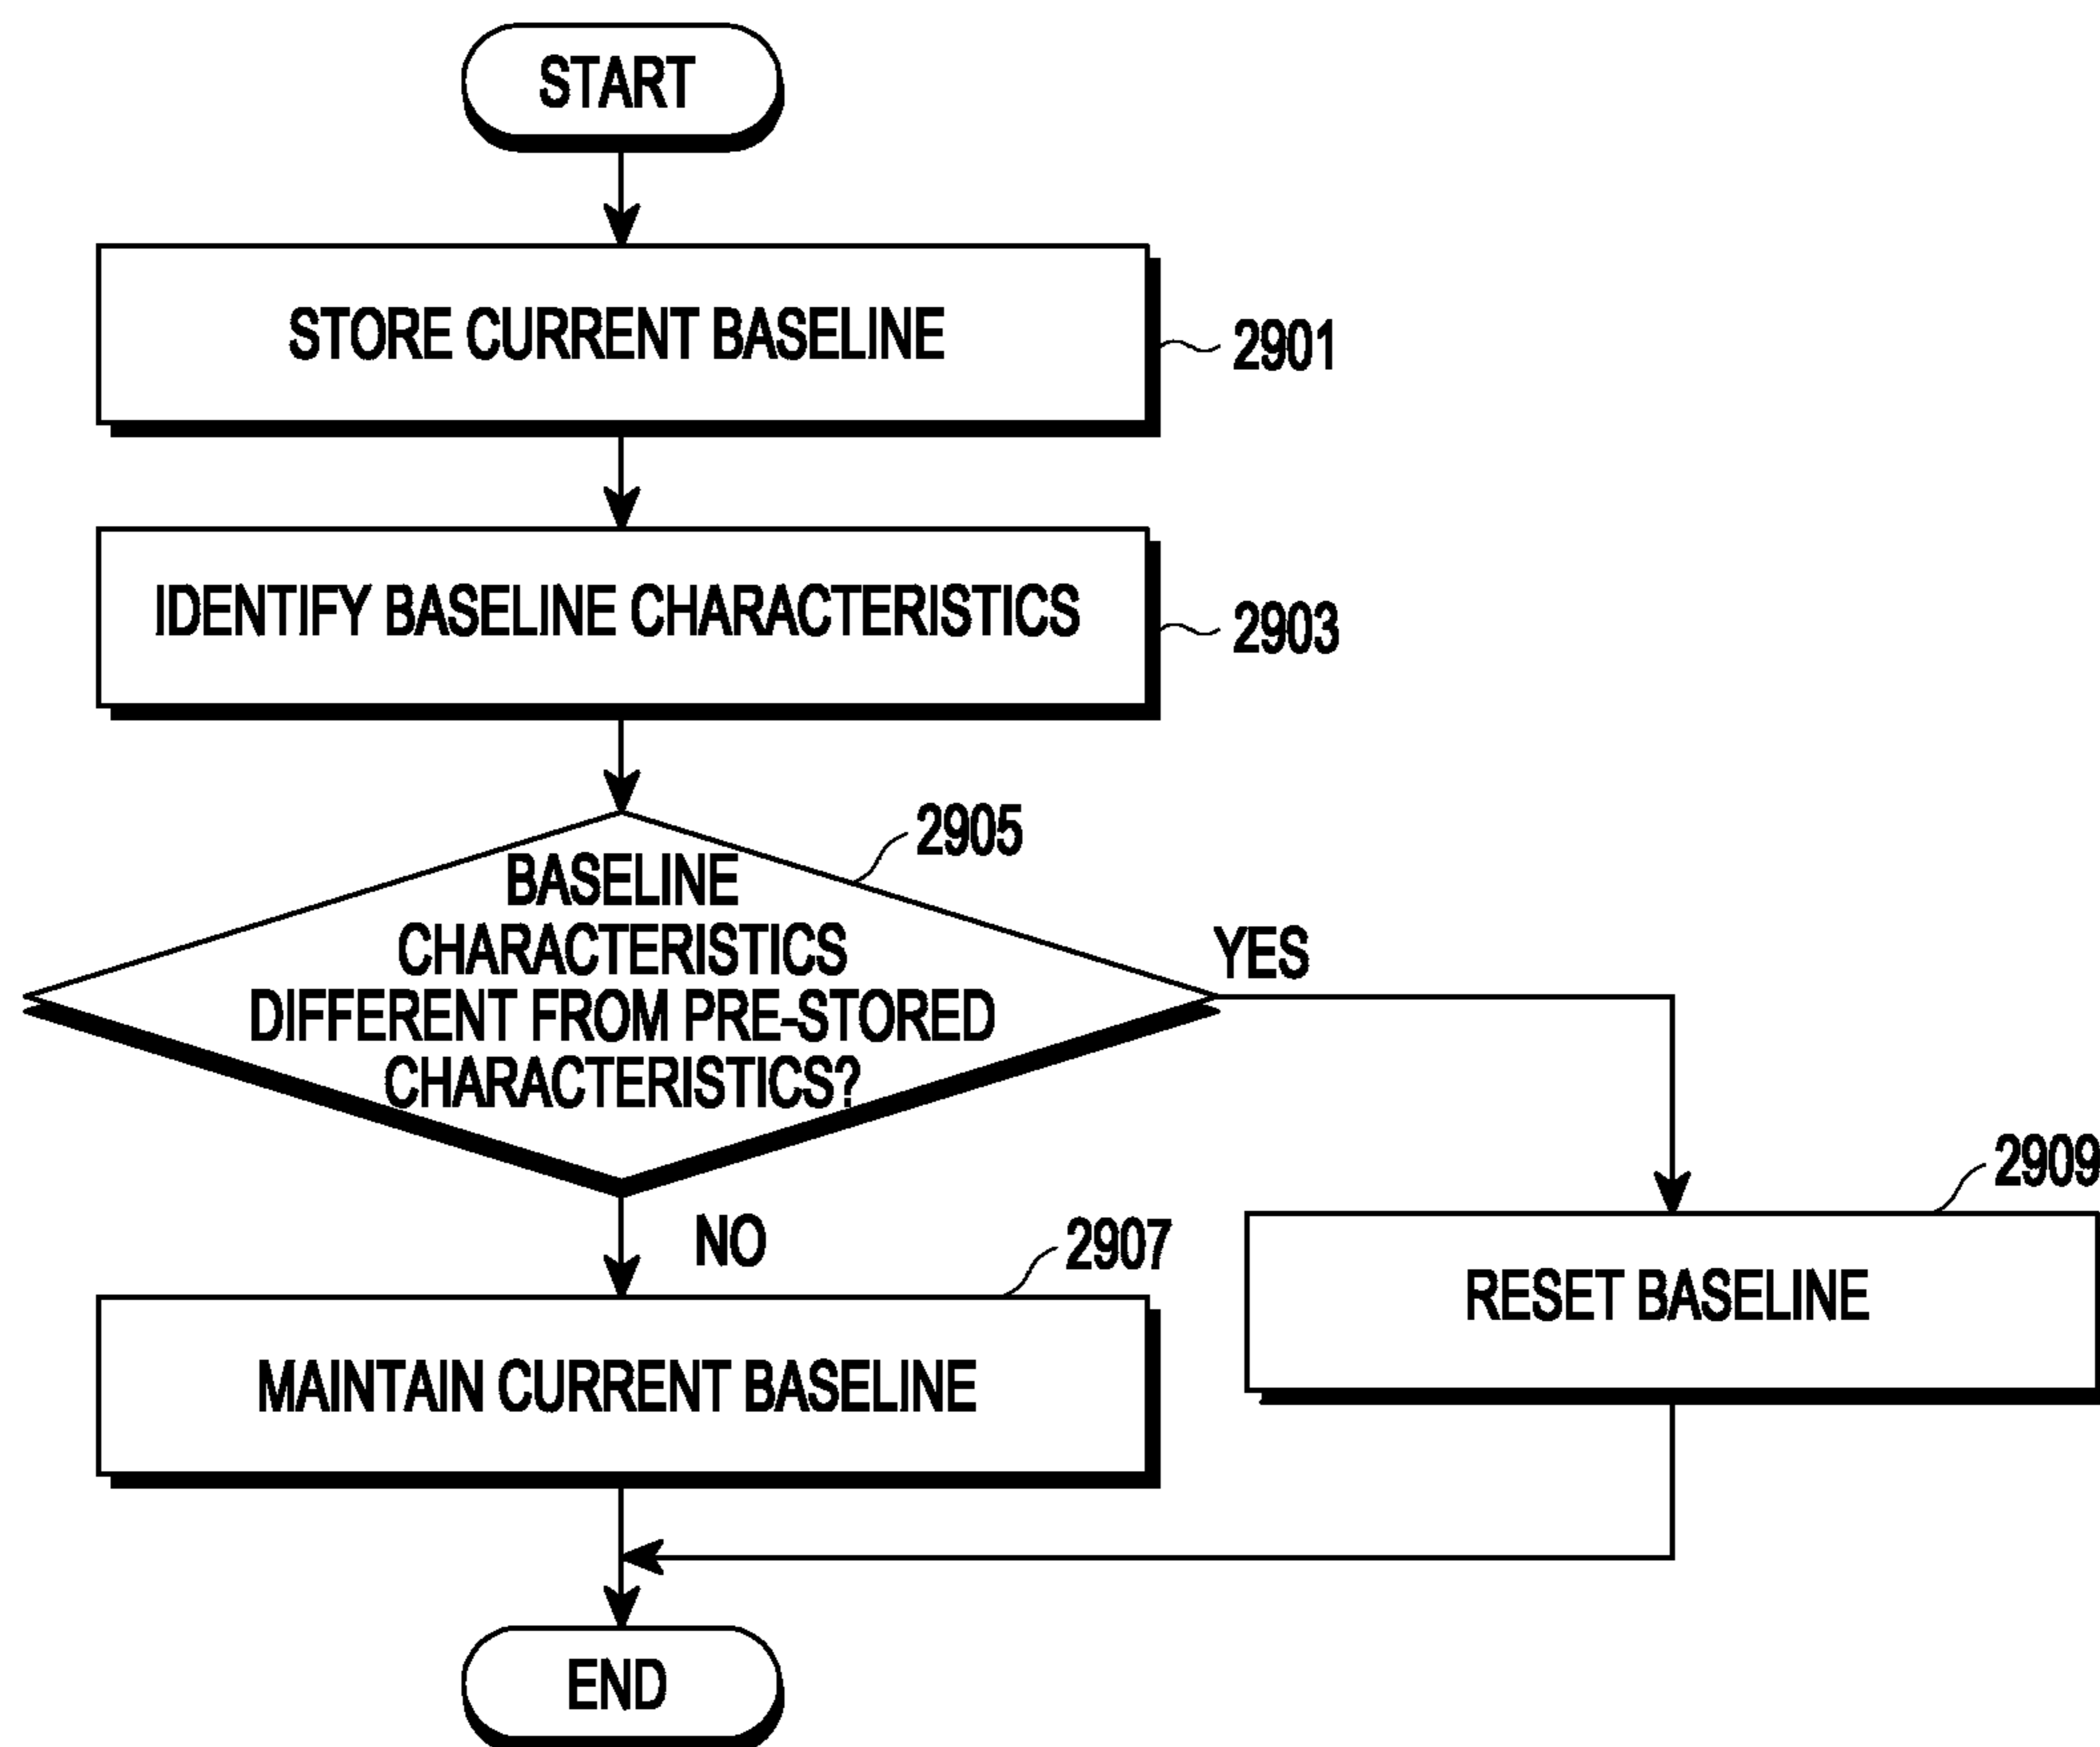 START
STORE CURRENT BASELINE
2901
IDENTIFY BASELINE CHARACTERISTICS
2903
2905
BASELINE
CHARACTERISTICS
DIFFERENT FROM PRE-STORED
CHARACTERISTICS?
YES
NO
2907
MAINTAIN CURRENT BASELINE
2909
RESET BASELINE
END